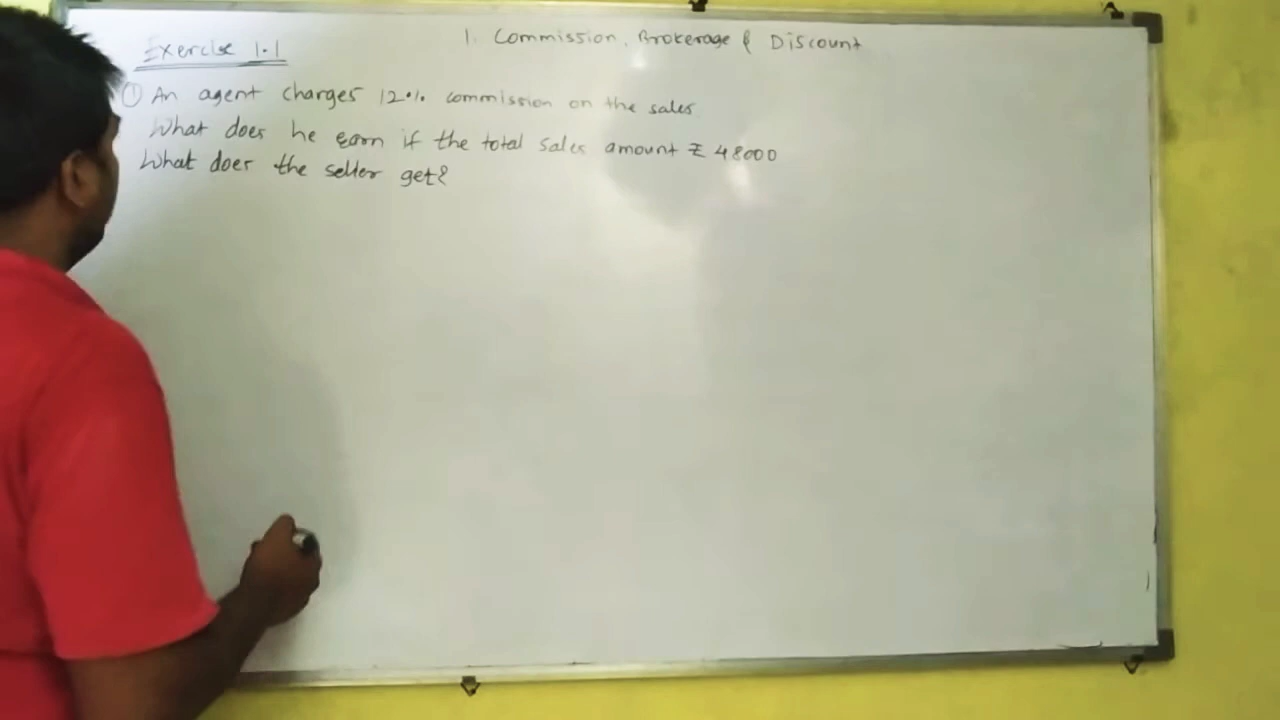 1. Commission, Brokerage & Discount
Exercise 1.1
① An agent charges 12% commission on the sales
What does he earn if the total sales amount ₹ 48000
What does the seller get?